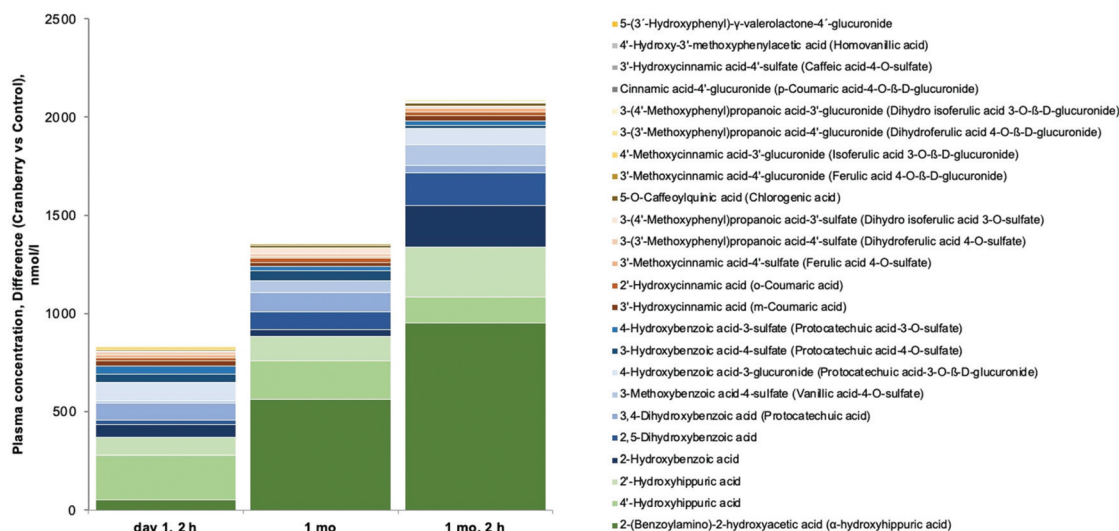 Plasma concentration, Difference (Cranberry vs Control),
nmol/l
2500
2000
1500
1000
500
0
day 1, 2 h
1 mo
1 mo, 2 h
5-(3´-Hydroxyphenyl)-γ-valerolactone-4´-glucuronide
4'-Hydroxy-3'-methoxyphenylacetic acid (Homovanillic acid)
3'-Hydroxycinnamic acid-4'-sulfate (Caffeic acid-4-O-sulfate)
Cinnamic acid-4'-glucuronide (p-Coumaric acid-4-O-ß-D-glucuronide)
3-(4'-Methoxyphenyl)propanoic acid-3'-glucuronide (Dihydro isoferulic acid 3-O-ß-D-glucuronide)
3-(3'-Methoxyphenyl)propanoic acid-4'-glucuronide (Dihydroferulic acid 4-O-ß-D-glucuronide)
4'-Methoxycinnamic acid-3'-glucuronide (Isoferulic acid 3-O-ß-D-glucuronide)
3'-Methoxycinnamic acid-4'-glucuronide (Ferulic acid 4-O-ß-D-glucuronide)
5-O-Caffeoylquinic acid (Chlorogenic acid)
3-(4'-Methoxyphenyl)propanoic acid-3'-sulfate (Dihydro isoferulic acid 3-O-sulfate)
3-(3'-Methoxyphenyl)propanoic acid-4'-sulfate (Dihydroferulic acid 4-O-sulfate)
3'-Methoxycinnamic acid-4'-sulfate (Ferulic acid 4-O-sulfate)
2'-Hydroxycinnamic acid (o-Coumaric acid)
3'-Hydroxycinnamic acid (m-Coumaric acid)
4-Hydroxybenzoic acid-3-sulfate (Protocatechuic acid-3-O-sulfate)
3-Hydroxybenzoic acid-4-sulfate (Protocatechuic acid-4-O-sulfate)
4-Hydroxybenzoic acid-3-glucuronide (Protocatechuic acid-3-O-ß-D-glucuronide)
3-Methoxybenzoic acid-4-sulfate (Vanillic acid-4-O-sulfate)
3,4-Dihydroxybenzoic acid (Protocatechuic acid)
2,5-Dihydroxybenzoic acid
2-Hydroxybenzoic acid
2'-Hydroxyhippuric acid
4'-Hydroxyhippuric acid
2-(Benzoylamino)-2-hydroxyacetic acid (α-hydroxyhippuric acid)